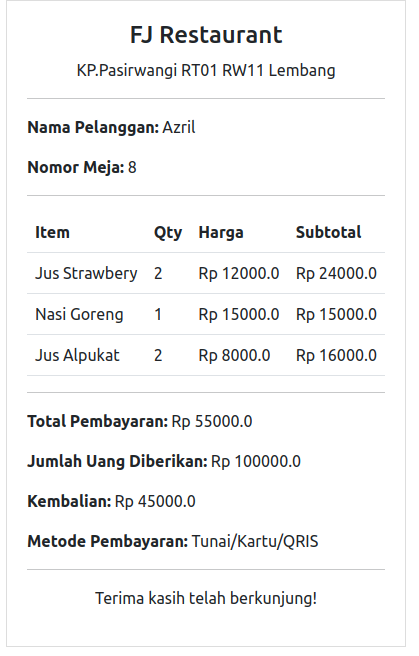 FJ Restaurant
KP.Pasirwangi RT01 RW11 Lembang
Nama Pelanggan: Azril
Nomor Meja: 8
Item Qty Harga Subtotal
Jus Strawbery 2 Rp 12000.0 Rp 24000.0
Nasi Goreng 1 Rp 15000.0 Rp 15000.0
Jus Alpukat 2 Rp 8000.0 Rp 16000.0
Total Pembayaran: Rp 55000.0
Jumlah Uang Diberikan: Rp 100000.0
Kembalian: Rp 45000.0
Metode Pembayaran: Tunai/Kartu/QRIS
Terima kasih telah berkunjung!